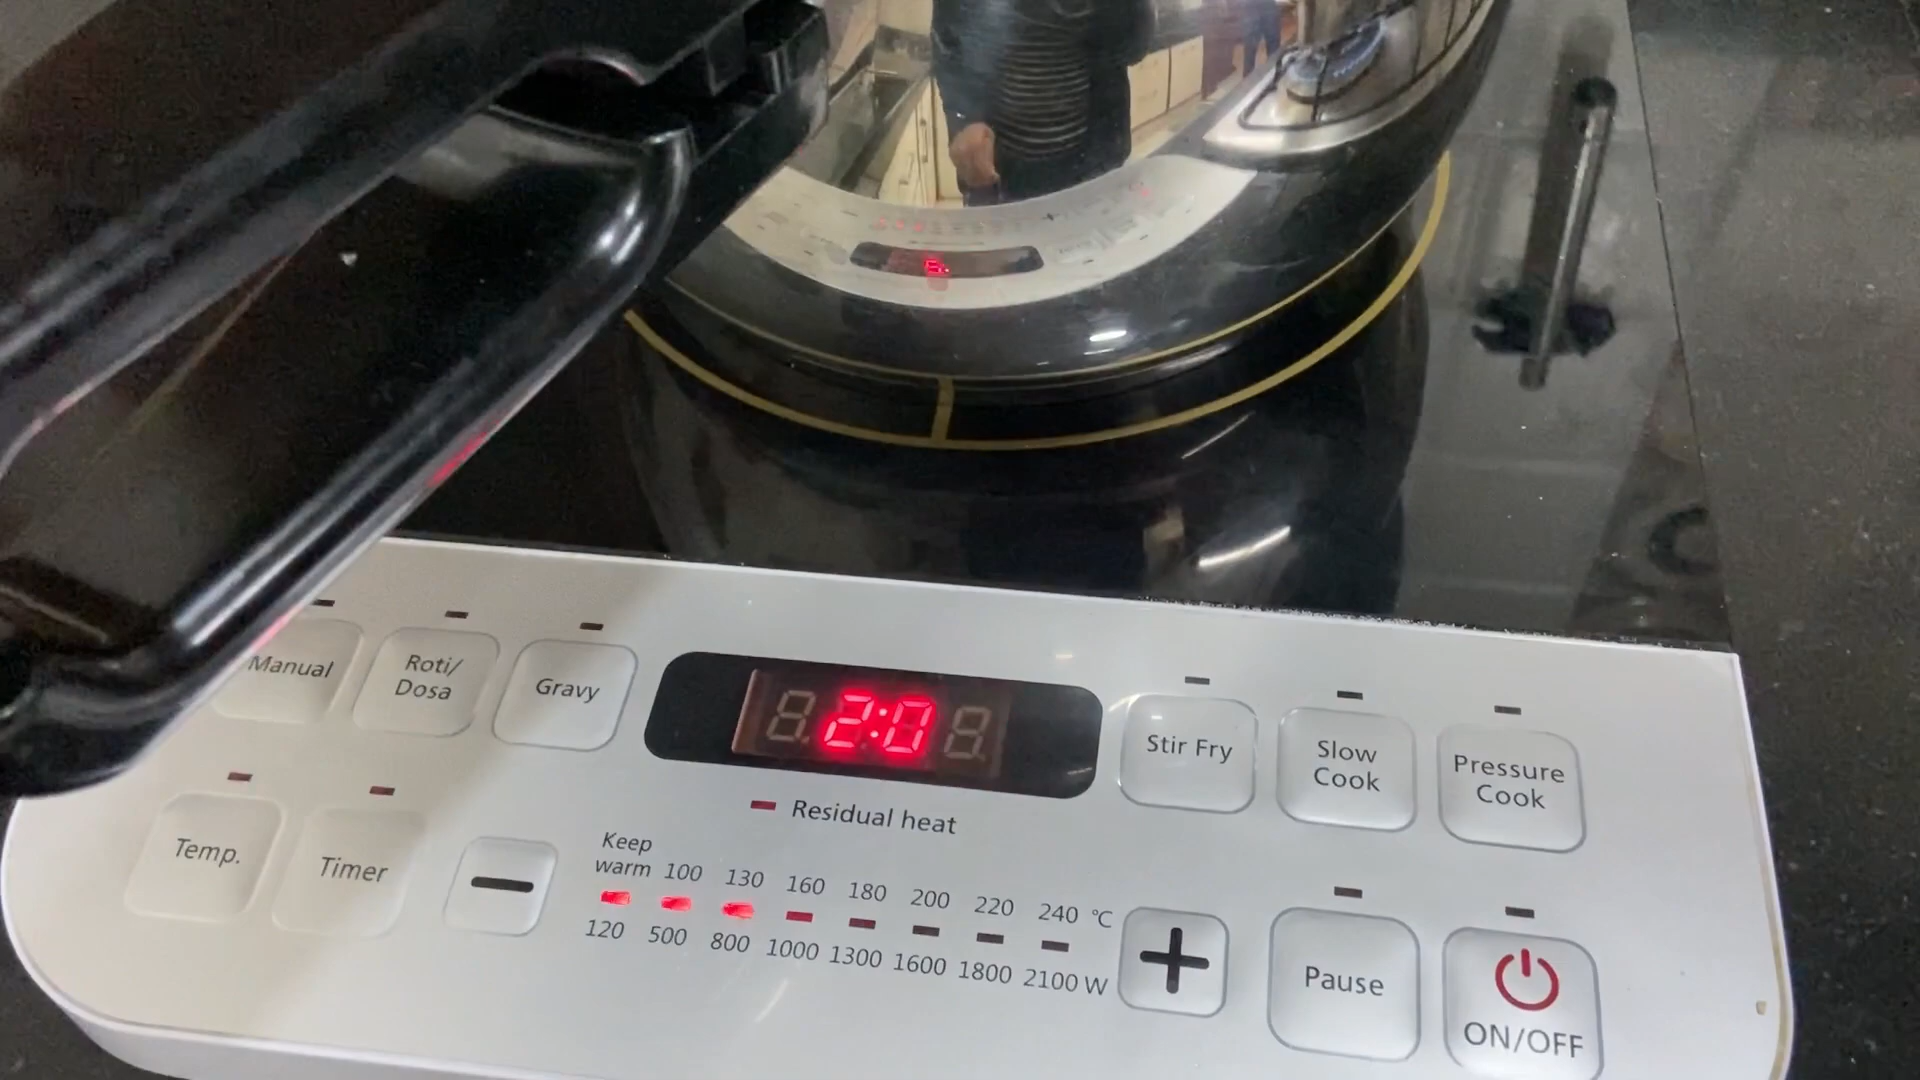 Manual
Roti/
Dosa
Gravy
2:0
Stir Fry
Slow
Cook
Pressure
Cook
Residual heat
Temp.
Timer
Keep
warm 100 130 160 180 200 220 240 °C
120 500 800 1000 1300 1600 1800 2100 W
Pause
ON/OFF